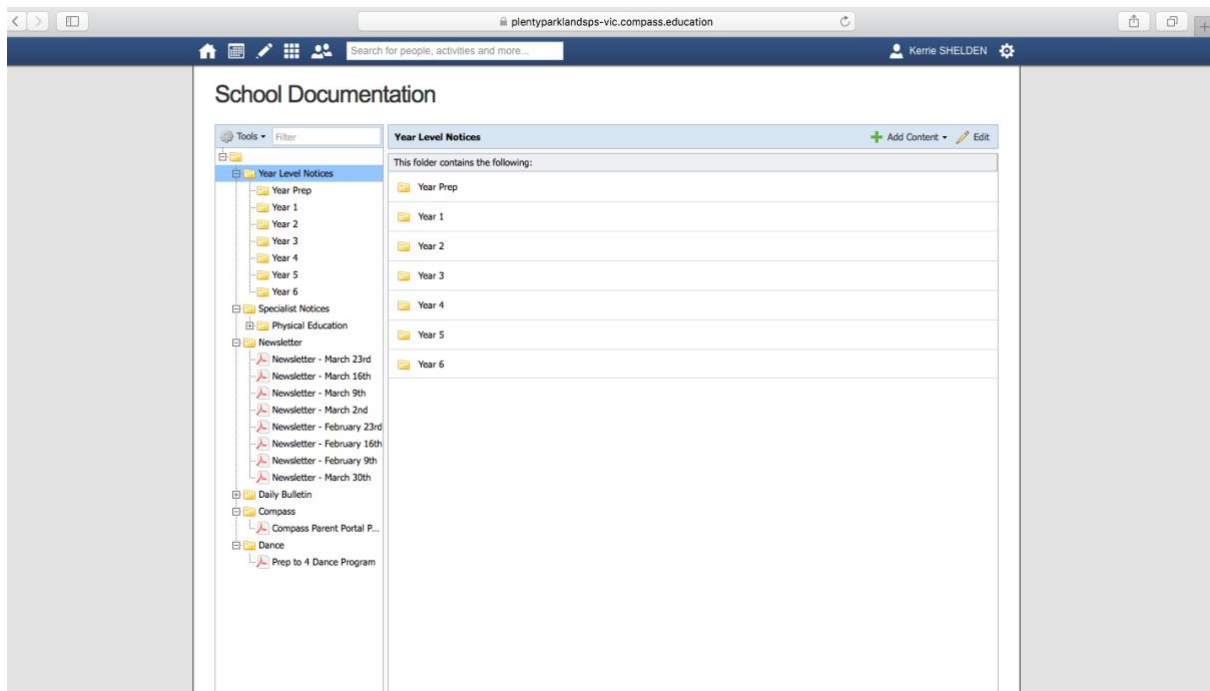 plentyparklandsps-vic.compass.education
Search for people, activities and more...
Kerrie SHELDEN
School Documentation
Tools
Filter
Year Level Notices
Add Content
Edit
This folder contains the following:
Year Level Notices
Year Prep
Year 1
Year 2
Year 3
Year 4
Year 5
Year 6
Specialist Notices
Physical Education
Newsletter
Newsletter - March 23rd
Newsletter - March 16th
Newsletter - March 9th
Newsletter - March 2nd
Newsletter - February 23rd
Newsletter - February 16th
Newsletter - February 9th
Newsletter - March 30th
Daily Bulletin
Compass
Compass Parent Portal P...
Dance
Prep to 4 Dance Program
Year Prep
Year 1
Year 2
Year 3
Year 4
Year 5
Year 6